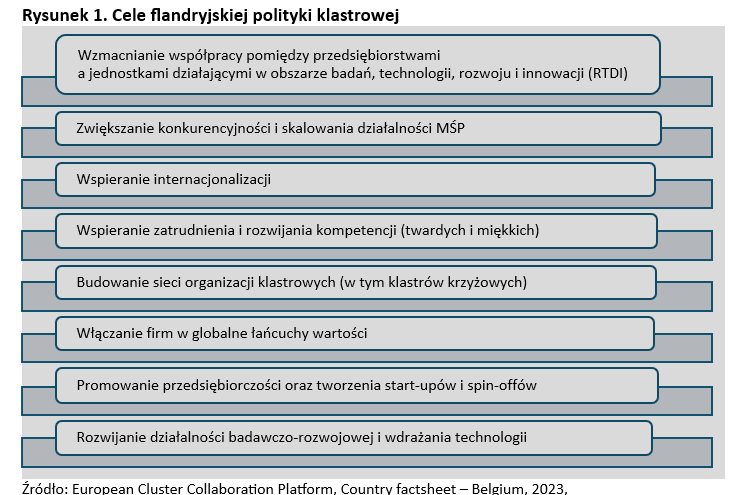 Rysunek 1. Cele flandryjskiej polityki klastrowej
Wzmacnianie współpracy pomiędzy przedsiębiorstwami
a jednostkami działającymi w obszarze badań, technologii, rozwoju i innowacji (RTDI)
Zwiększanie konkurencyjności i skalowania działalności MŚP
Wspieranie internacjonalizacji
Wspieranie zatrudnienia i rozwijania kompetencji (twardych i miękkich)
Budowanie sieci organizacji klastrowych (w tym klastrów krzyżowych)
Włączanie firm w globalne łańcuchy wartości
Promowanie przedsiębiorczości oraz tworzenia start-upów i spin-offów
Rozwijanie działalności badawczo-rozwojowej i wdrażania technologii
Źródło: European Cluster Collaboration Platform, Country factsheet – Belgium, 2023,